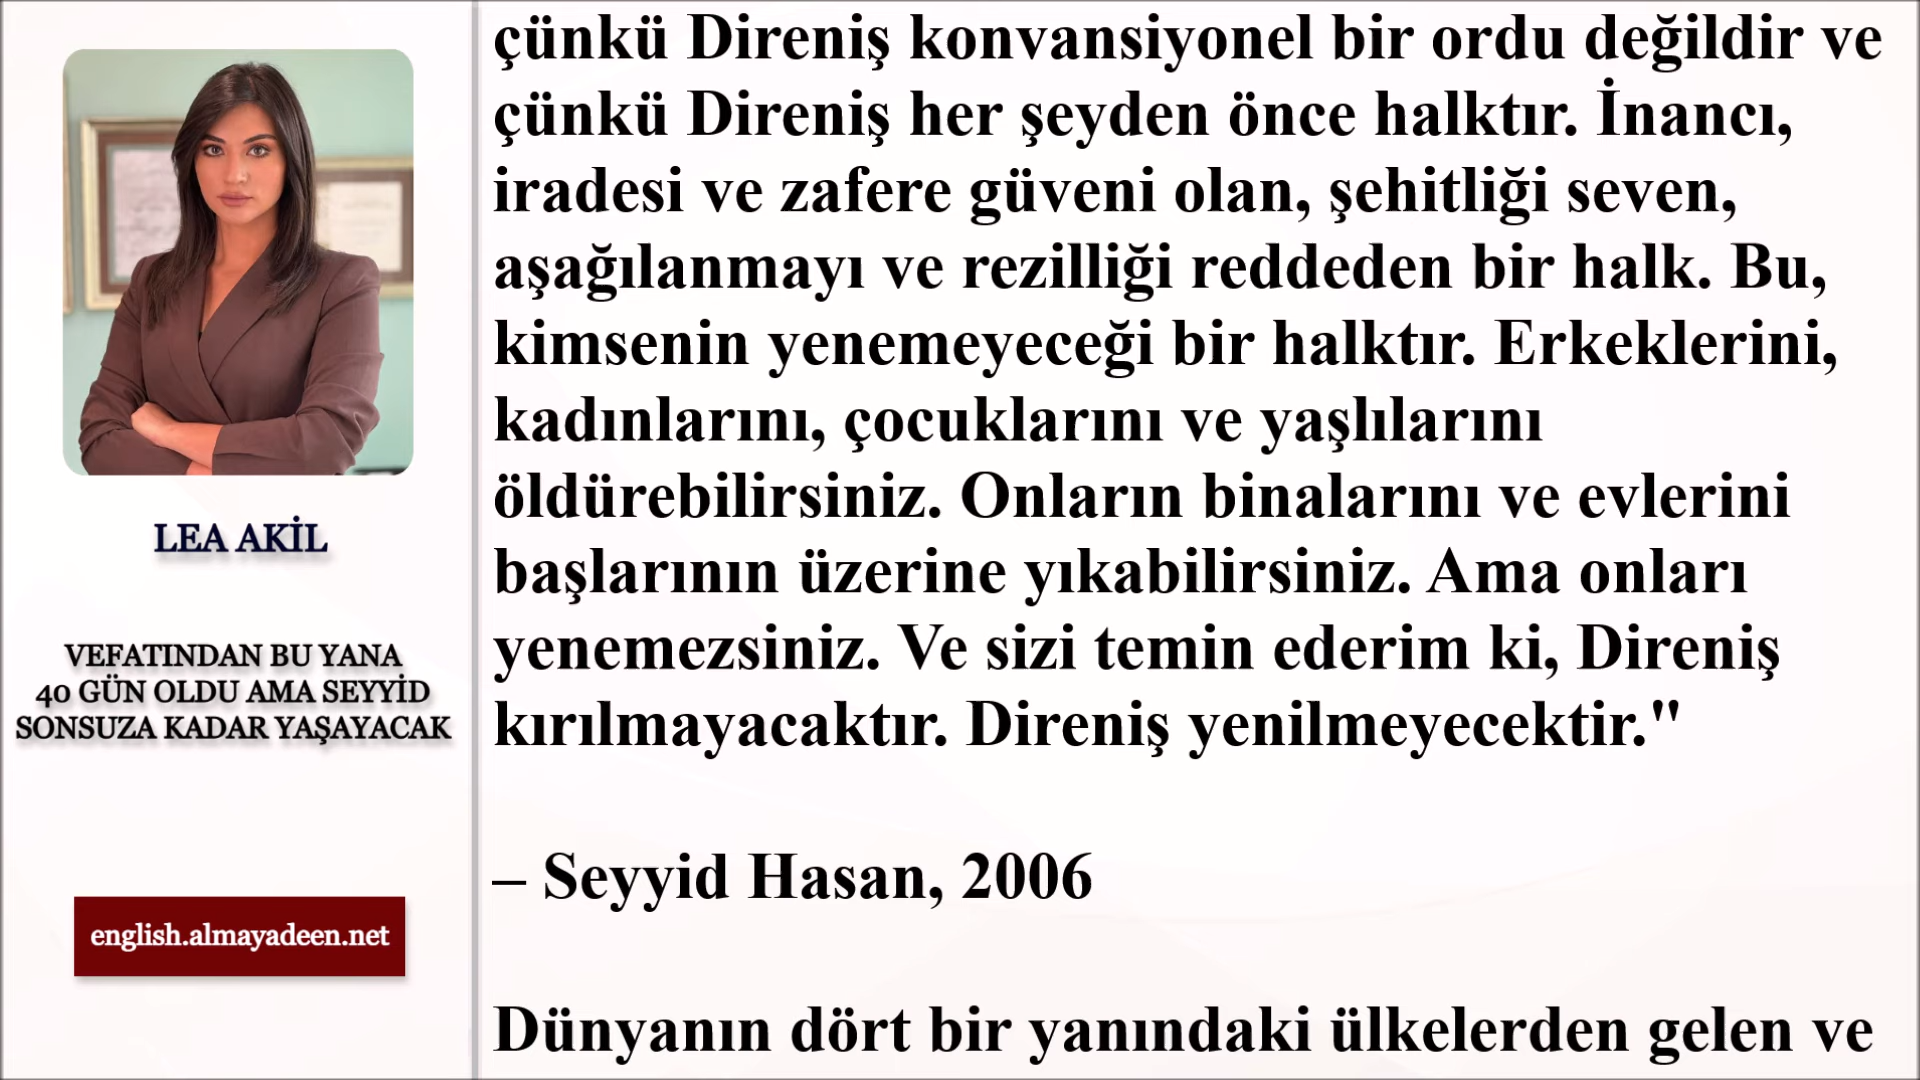 çünkü Direniş konvansiyonel bir ordu değildir ve
çünkü Direniş her şeyden önce halktır. İnancı,
iradesi ve zafere güveni olan, şehitliği seven,
aşağılanmayı ve rezilliği reddeden bir halk. Bu,
kimsenin yenemeyeceği bir halktır. Erkeklerini,
kadınlarını, çocuklarını ve yaşlılarını
öldürebilirsiniz. Onların binalarını ve evlerini
başlarının üzerine yıkabilirsiniz. Ama onları
yenemezsiniz. Ve sizi temin ederim ki, Direniş
kırılmayacaktır. Direniş yenilmeyecektir."
– Seyyid Hasan, 2006
Dünyanın dört bir yanındaki ülkelerden gelen ve
LEA AKİL
VEFATINDAN BU YANA
40 GÜN OLDU AMA SEYYİD
SONSUZA KADAR YAŞAYACAK
english.almayadeen.net